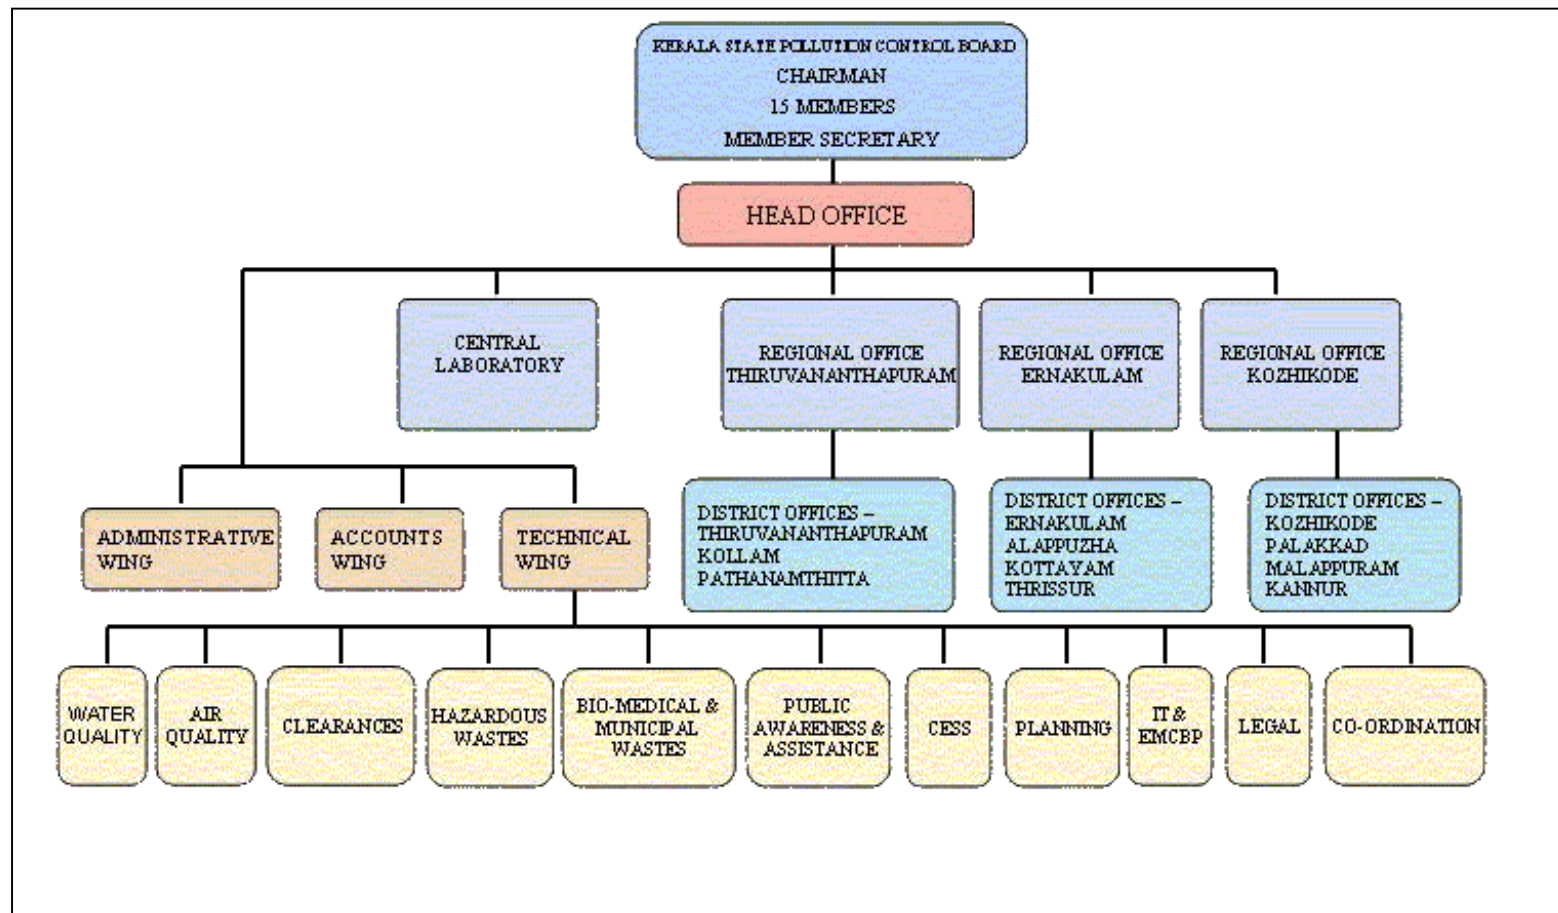 KERALA STATE POLLUTION CONTROL BOARD
CHAIRMAN
15 MEMBERS
MEMBER SECRETARY
HEAD OFFICE
CENTRAL
LABORATORY
REGIONAL OFFICE
THIRUVANANTHAPURAM
REGIONAL OFFICE
ERNAKULAM
REGIONAL OFFICE
KOZHIKODE
ADMINISTRATIVE
WING
ACCOUNTS
WING
TECHNICAL
WING
DISTRICT OFFICES –
THIRUVANANTHAPURAM
KOLLAM
PATHANAMTHITTA
DISTRICT OFFICES –
ERNAKULAM
ALAPPUZHA
KOTTAYAM
THRISSUR
DISTRICT OFFICES –
KOZHIKODE
PALAKKAD
MALAPPURAM
KANNUR
WATER
QUALITY
AIR
QUALITY
CLEARANCES
HAZARDOUS
WASTES
BIO-MEDICAL &
MUNICIPAL
WASTES
PUBLIC
AWARENESS &
ASSISTANCE
CESS
PLANNING
IT &
EMCBP
LEGAL
CO-ORDINATION